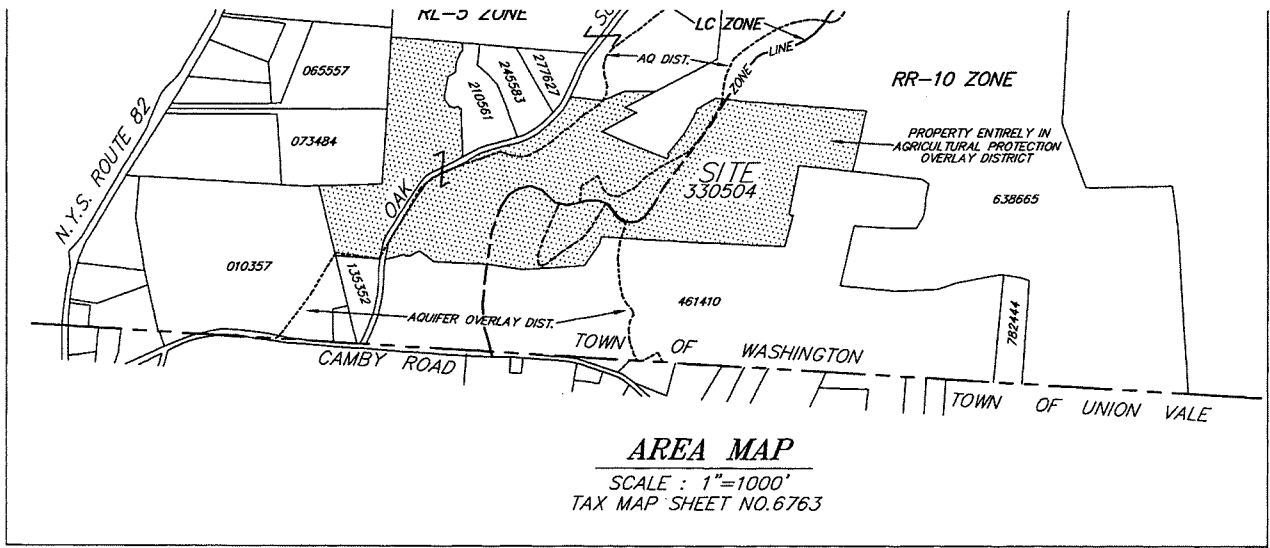 RL-5 ZONE
LC ZONE
AQ DIST.
ZONE LINE
RR-10 ZONE
065557
210561
245583
277627
N.Y.S. ROUTE 82
073484
PROPERTY ENTIRELY IN
AGRICULTURAL PROTECTION
OVERLAY DISTRICT
OAK
SITE
330504
638665
010357
135352
461410
782444
AQUIFER OVERLAY DIST.
TOWN OF WASHINGTON
CAMBY ROAD
TOWN OF UNION VALE
AREA MAP
SCALE : 1"=1000'
TAX MAP SHEET NO.6763